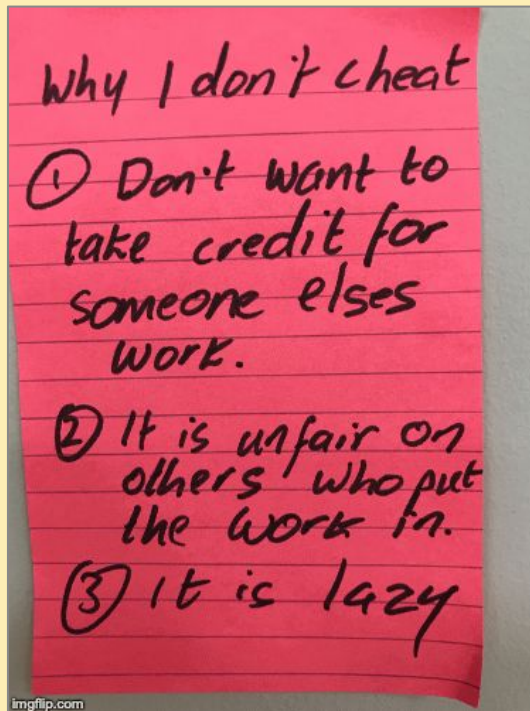 Why I don't cheat
① Don't want to
take credit for
someone elses
work.
② It is unfair on
others who put
the work in.
③ It is lazy
imgflip.com